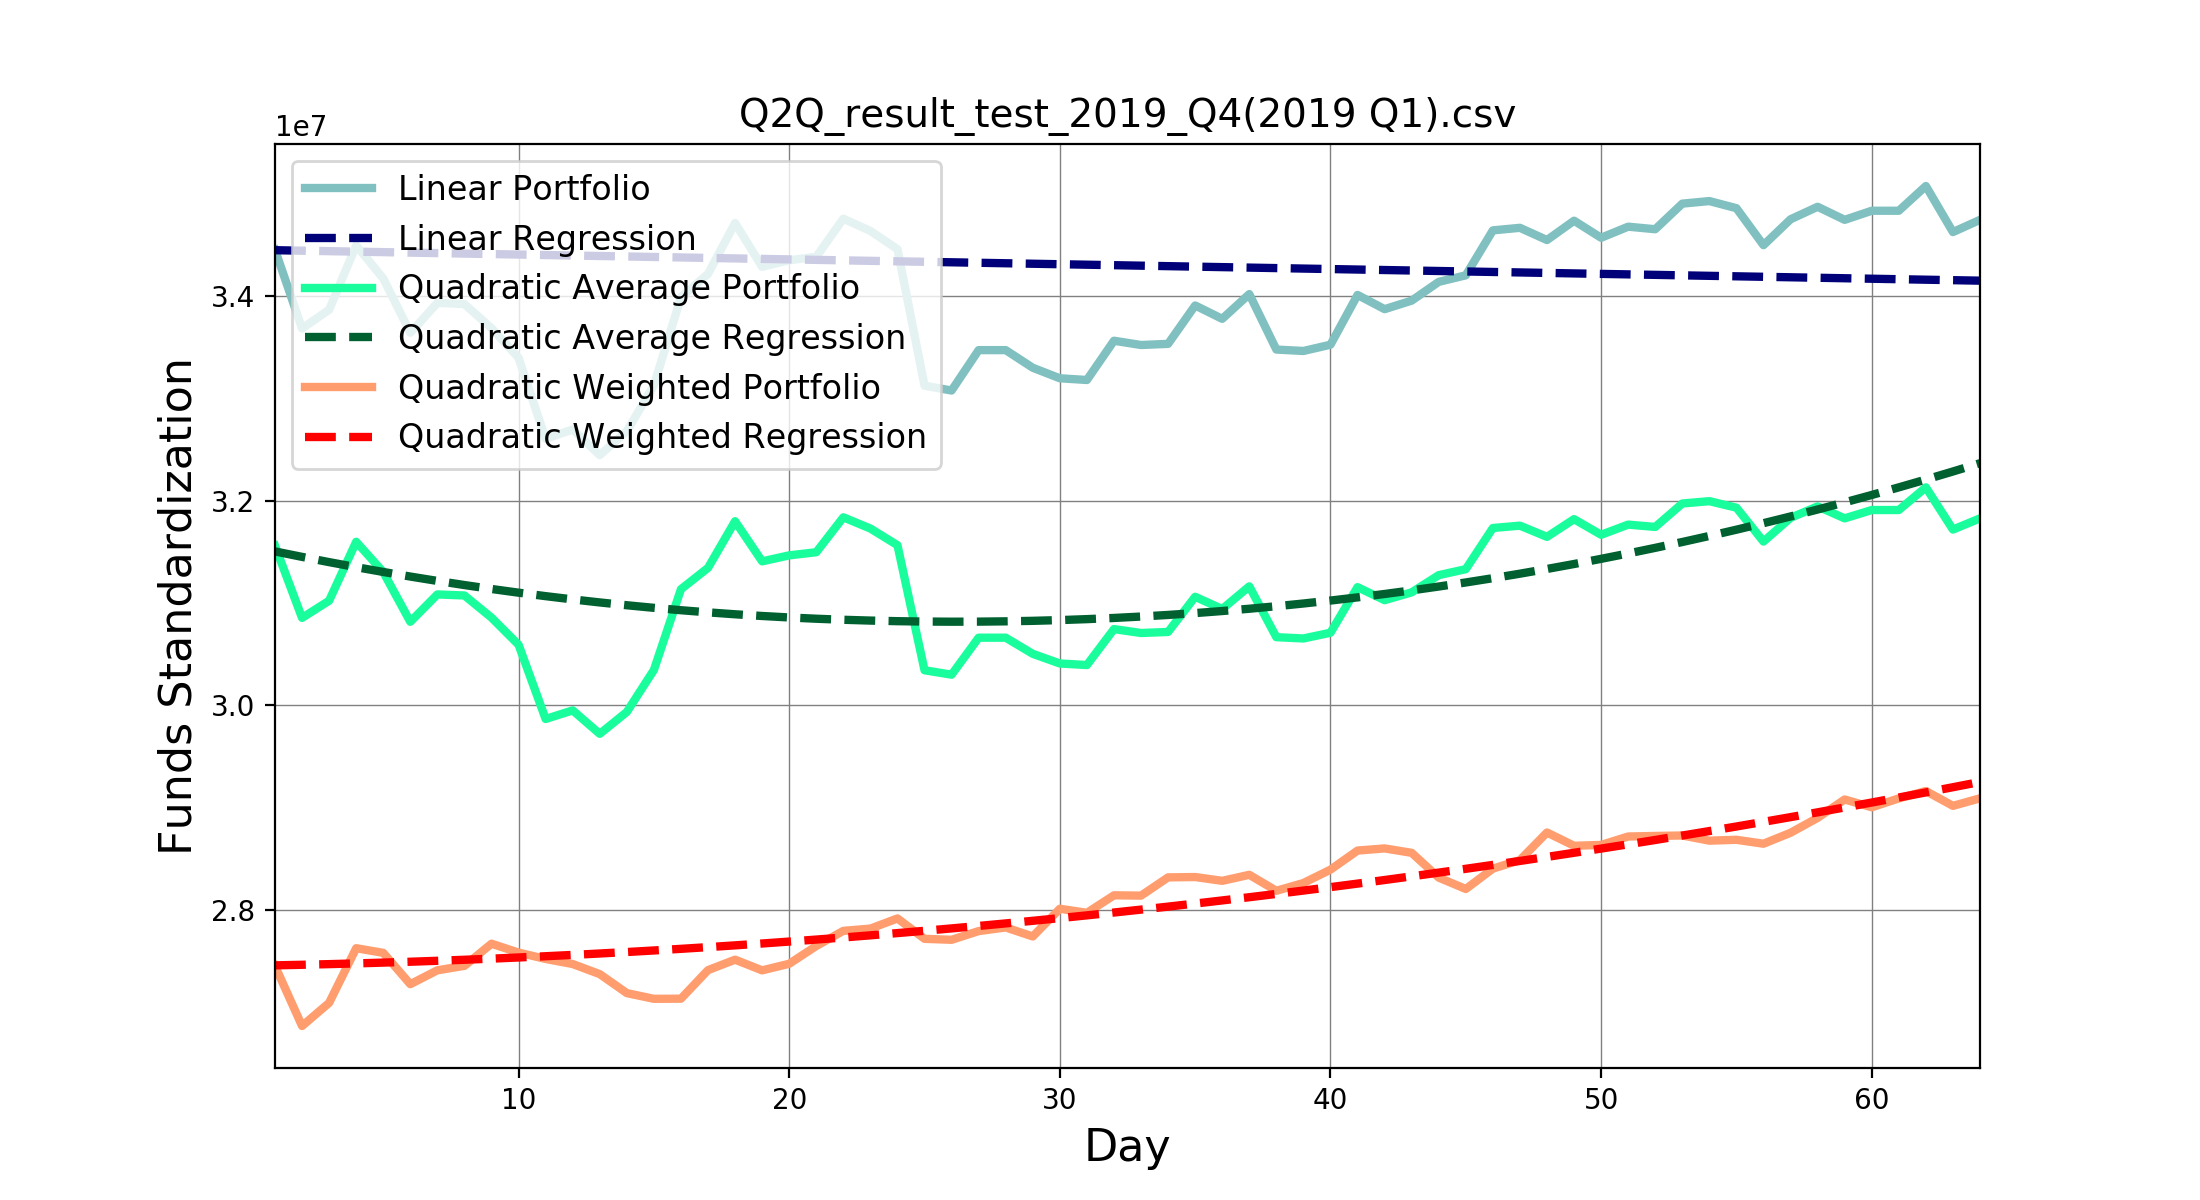 Q2Q_result_test_2019_Q4(2019 Q1).csv
1e7
Linear Portfolio
Linear Regression
Quadratic Average Portfolio
Quadratic Average Regression
Quadratic Weighted Portfolio
Quadratic Weighted Regression
3.4
3.2
3.0
2.8
Funds Standardization
10 20 30 40 50 60
Day